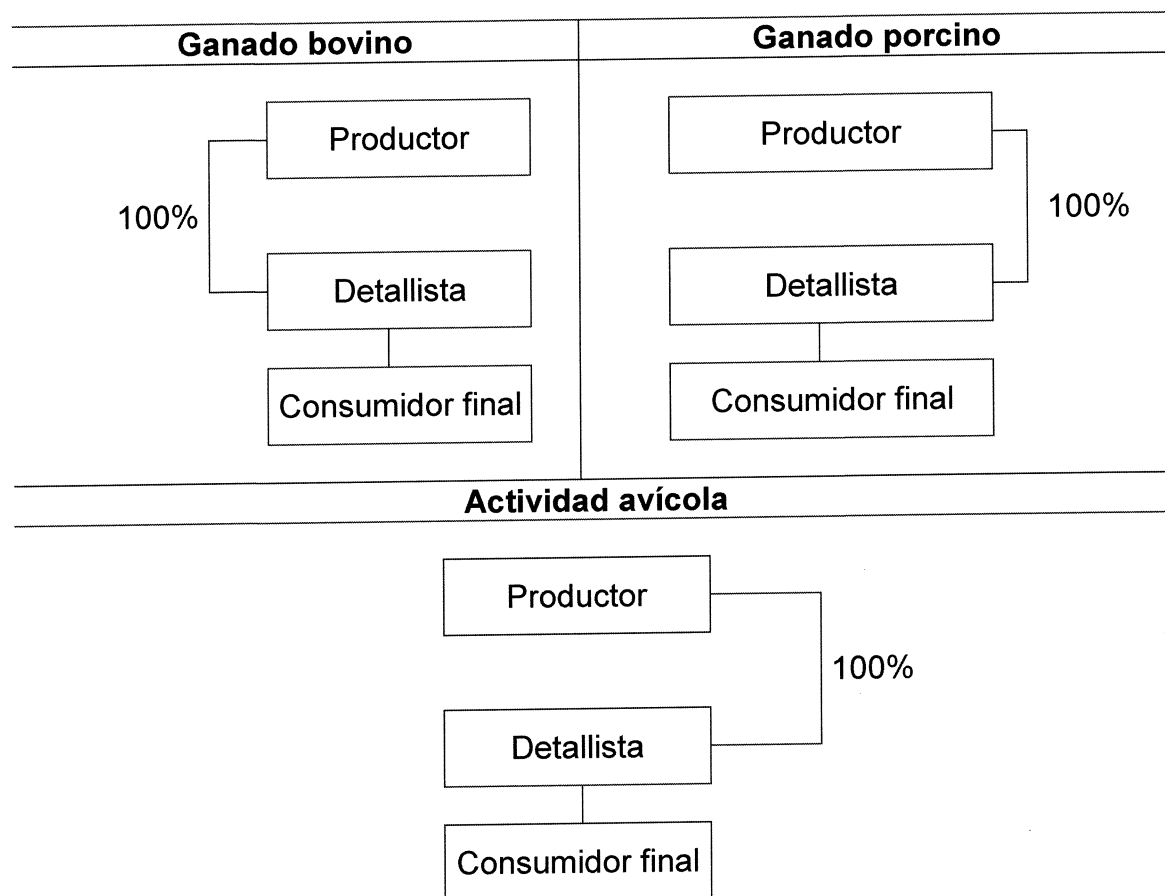 Ganado bovino
Ganado porcino
Productor
100%
Detallista
Consumidor final
Productor
100%
Detallista
Consumidor final
Actividad avícola
Productor
100%
Detallista
Consumidor final